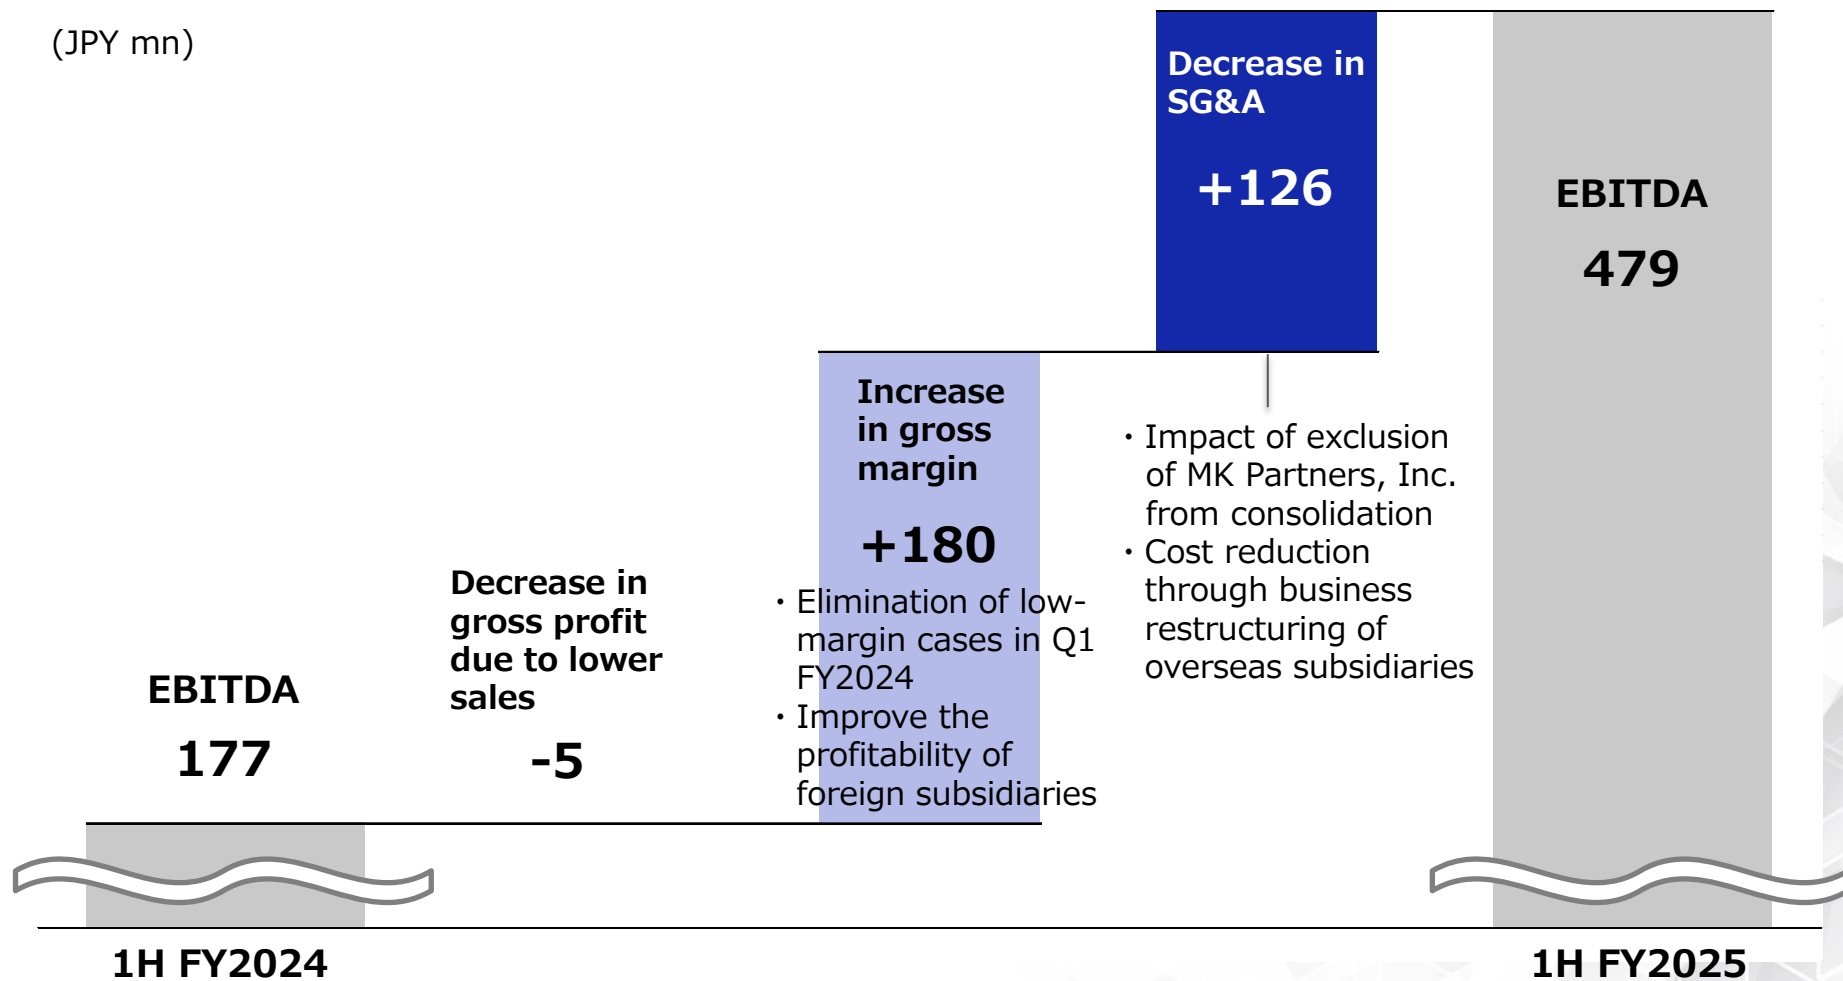 (JPY mn)
EBITDA
177
Decrease in
gross profit
due to lower
sales
-5
Increase
in gross
margin
+180
・Elimination of low-
margin cases in Q1
FY2024
・Improve the
profitability of
foreign subsidiaries
Decrease in
SG&A
+126
・Impact of exclusion
of MK Partners, Inc.
from consolidation
・Cost reduction
through business
restructuring of
overseas subsidiaries
EBITDA
479
1H FY2024
1H FY2025